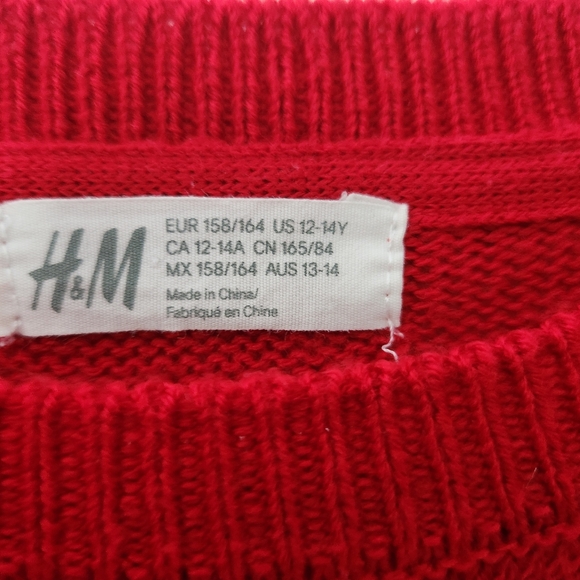 H&M
EUR 158/164 US 12-14Y
CA 12-14A CN 165/84
MX 158/164 AUS 13-14
Made in China/
Fabriqué en Chine